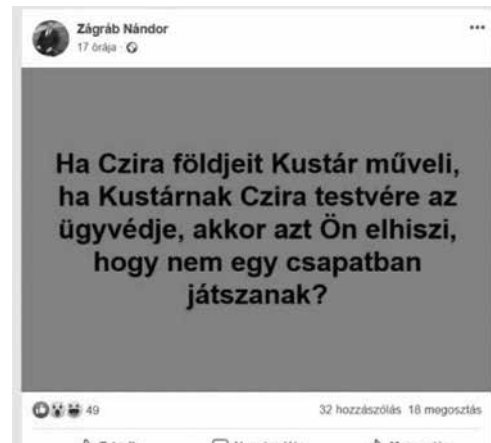 Zágráb Nándor
17 órája ·
Ha Czira földjeit Kustár műveli,
ha Kustárnak Czira testvére az
ügyvédje, akkor azt Ön elhiszi,
hogy nem egy csapatban
játszanak?
49
32 hozzászólás 18 megosztás